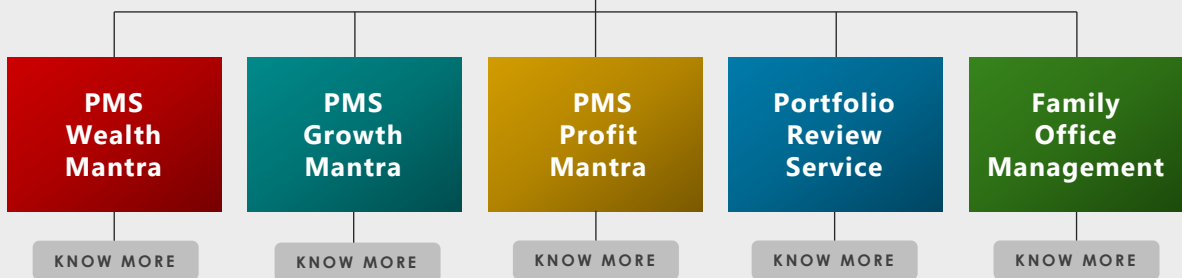 PMS
Wealth
Mantra
PMS
Growth
Mantra
PMS
Profit
Mantra
Portfolio
Review
Service
Family
Office
Management
KNOW MORE
KNOW MORE
KNOW MORE
KNOW MORE
KNOW MORE